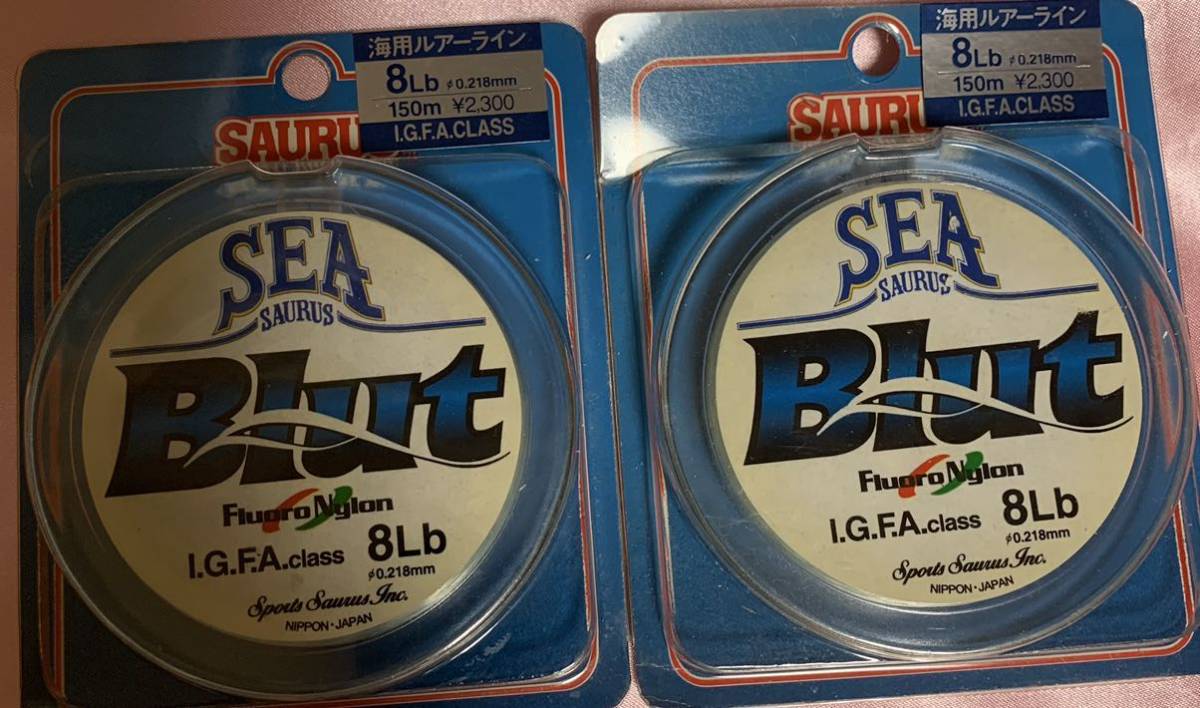 海用ルアーライン
8Lb φ0.218mm
150m ¥2,300
I.G.F.A.CLASS
SAURU
SEA
SAURUS
Blut
Fluoro Nylon
I.G.F.A.class 8Lb
φ0.218mm
Sports Saurus Inc.
NIPPON・JAPAN
海用ルアーライン
8Lb φ0.218mm
150m ¥2,300
I.G.F.A.CLASS
SAURU
SEA
SAURUS
Blut
Fluoro Nylon
I.G.F.A.class 8Lb
φ0.218mm
Sports Saurus Inc.
NIPPON・JAPAN